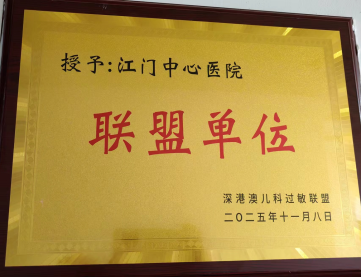 授予:江门中心医院
联盟单位
深港澳儿科过敏联盟
二〇二五年十一月八日